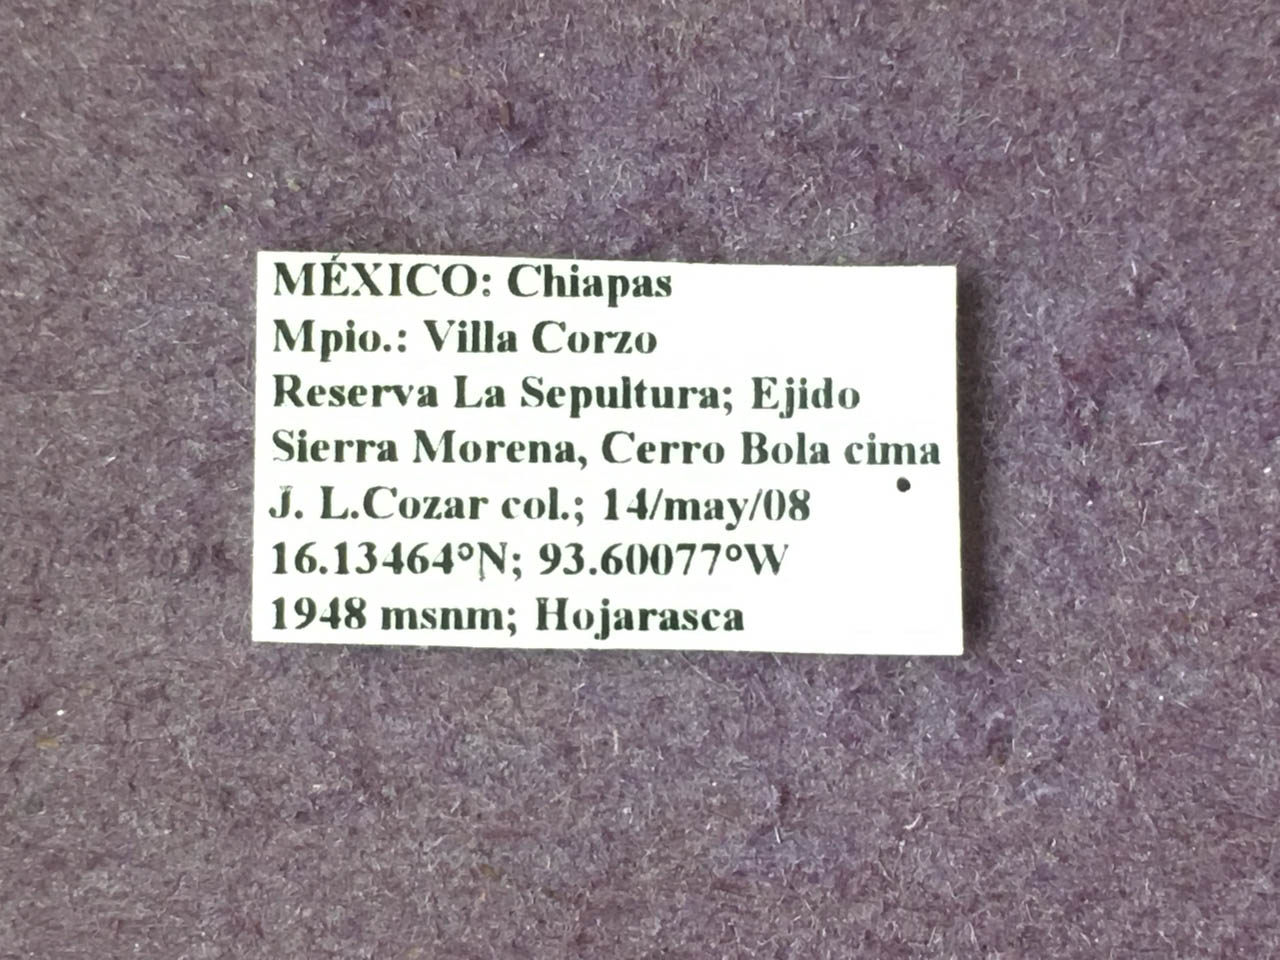 MÉXICO: Chiapas
Mpio.: Villa Corzo
Reserva La Sepultura; Ejido
Sierra Morena, Cerro Bola cima
J. L.Cozar col.; 14/may/08
16.13464°N; 93.60077°W
1948 msnm; Hojarasca